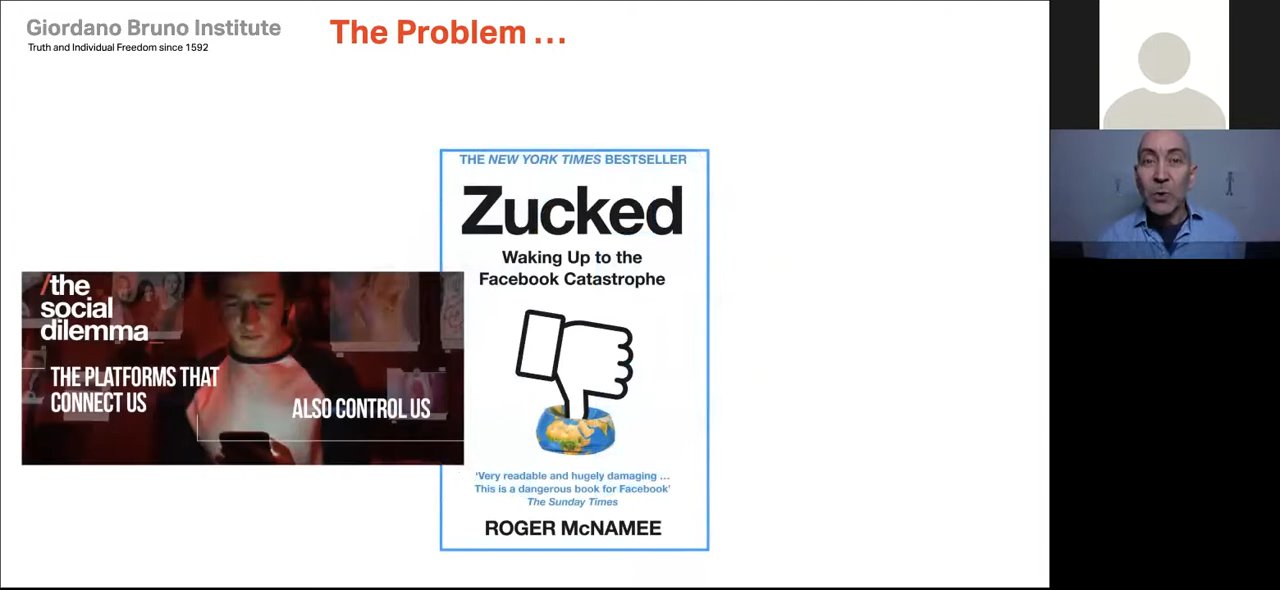 Giordano Bruno Institute
Truth and Individual Freedom since 1592
The Problem ...
/the
social
dilemma
THE PLATFORMS THAT
CONNECT US
ALSO CONTROL US
THE NEW YORK TIMES BESTSELLER
Zucked
Waking Up to the
Facebook Catastrophe
‘Very readable and hugely damaging ...
This is a dangerous book for Facebook’
The Sunday Times
ROGER McNAMEE